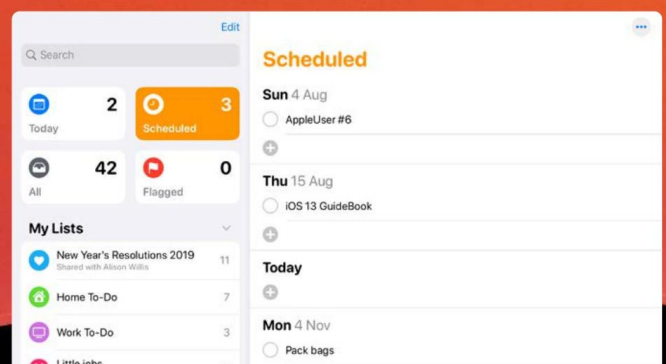 Edit
Search
2
Today
3
Scheduled
42
All
0
Flagged
My Lists
New Year's Resolutions 2019
Shared with Alison Willis
11
Home To-Do
7
Work To-Do
3
Little jobs
Scheduled
Sun 4 Aug
AppleUser #6
Thu 15 Aug
iOS 13 GuideBook
Today
Mon 4 Nov
Pack bags